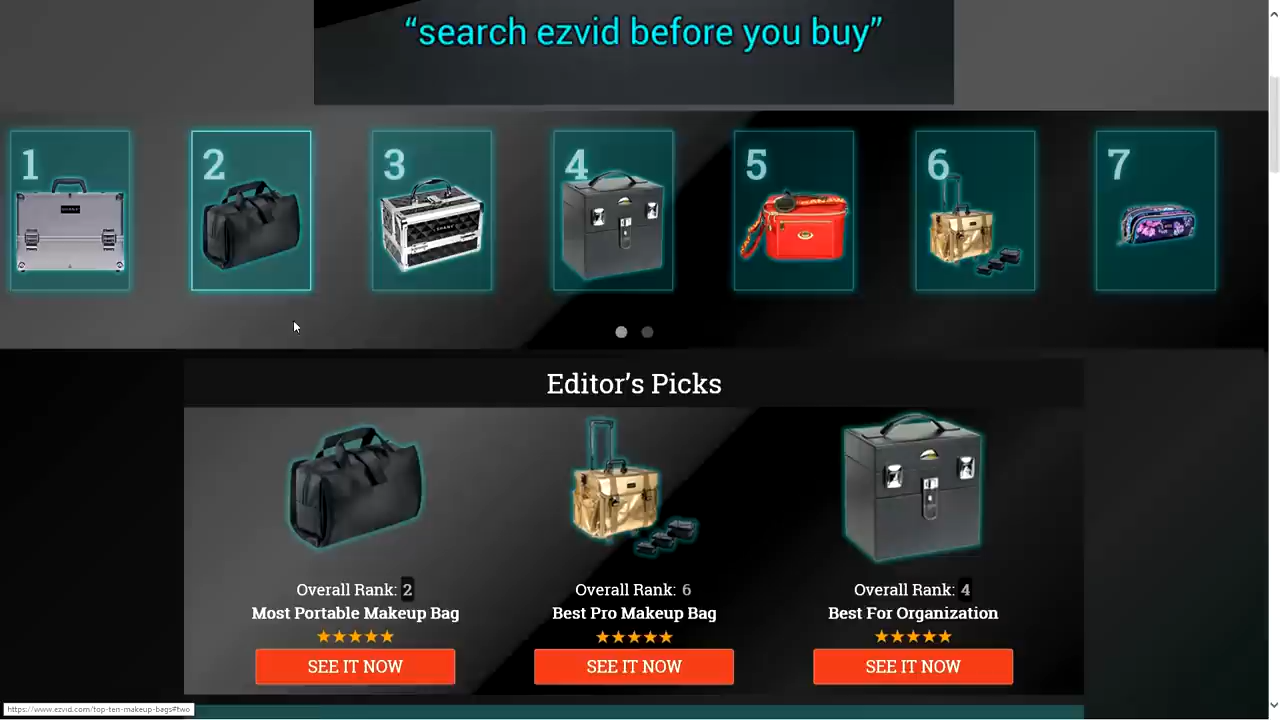 “search ezvid before you buy”
1 2 3 4 5 6 7
Editor’s Picks
Overall Rank: 2 Overall Rank: 6 Overall Rank: 4
Most Portable Makeup Bag Best Pro Makeup Bag Best For Organization
SEE IT NOW SEE IT NOW SEE IT NOW
https://www.ezvid.com/top-ten-makeup-bags#two